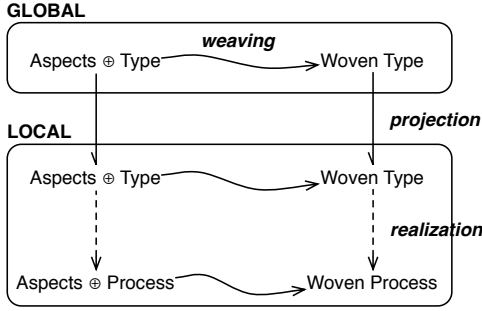 GLOBAL
weaving
Aspects ⊕ Type
Woven Type
projection
LOCAL
Aspects ⊕ Type
Woven Type
realization
Aspects ⊕ Process
Woven Process